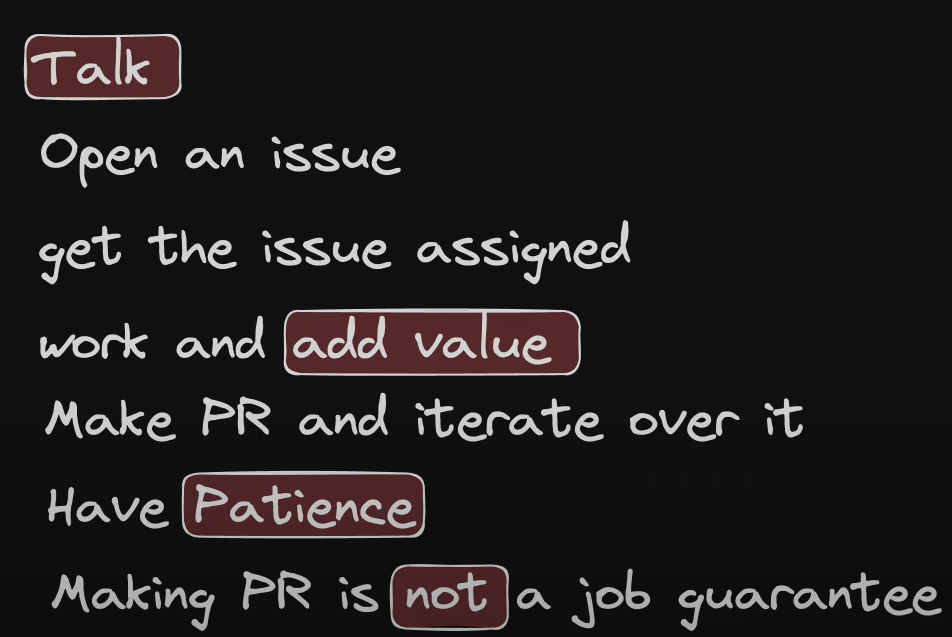 Talk
Open an issue
get the issue assigned
work and add value
Make PR and iterate over it
Have Patience
Making PR is not a job guarantee